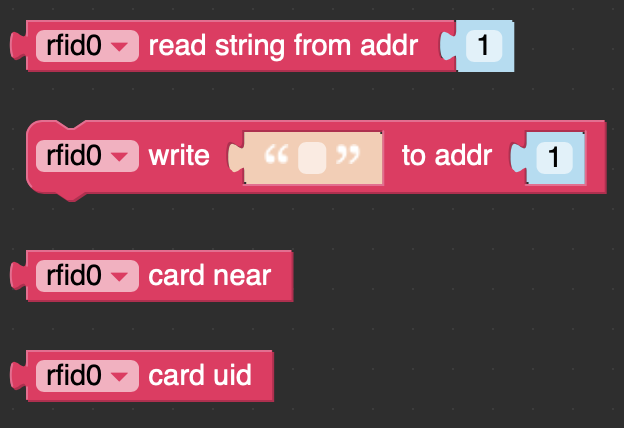 rfid0 read string from addr 1
rfid0 write “ ” to addr 1
rfid0 card near
rfid0 card uid